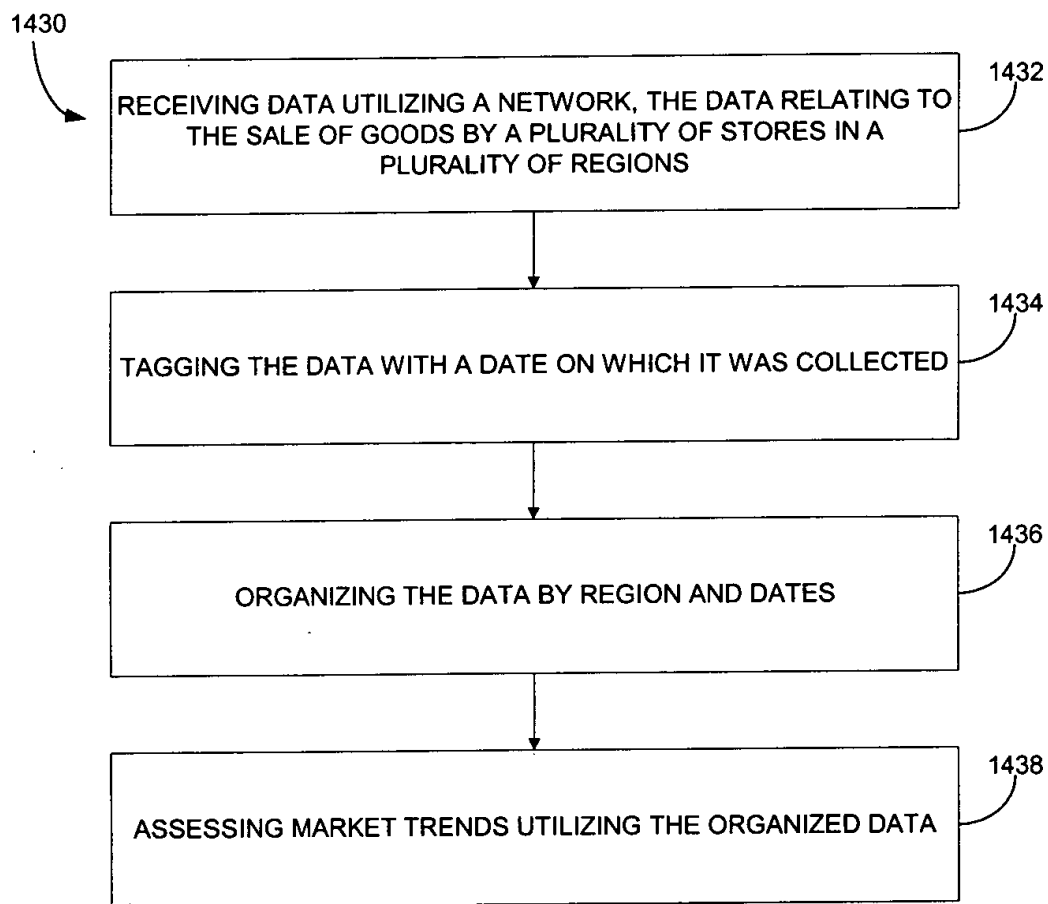 1430
1432
RECEIVING DATA UTILIZING A NETWORK, THE DATA RELATING TO
THE SALE OF GOODS BY A PLURALITY OF STORES IN A
PLURALITY OF REGIONS
1434
TAGGING THE DATA WITH A DATE ON WHICH IT WAS COLLECTED
1436
ORGANIZING THE DATA BY REGION AND DATES
1438
ASSESSING MARKET TRENDS UTILIZING THE ORGANIZED DATA